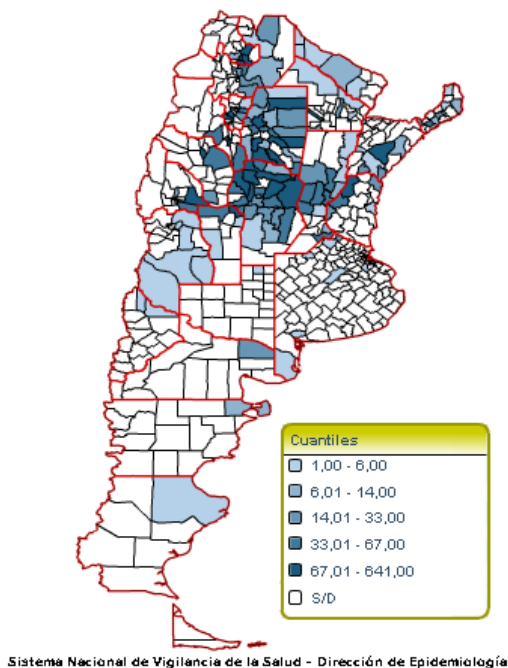 Cuantiles
1,00 - 6,00
6,01 - 14,00
14,01 - 33,00
33,01 - 67,00
67,01 - 641,00
S/D
Sistema Nacional de Vigilancia de la Salud - Dirección de Epidemiología